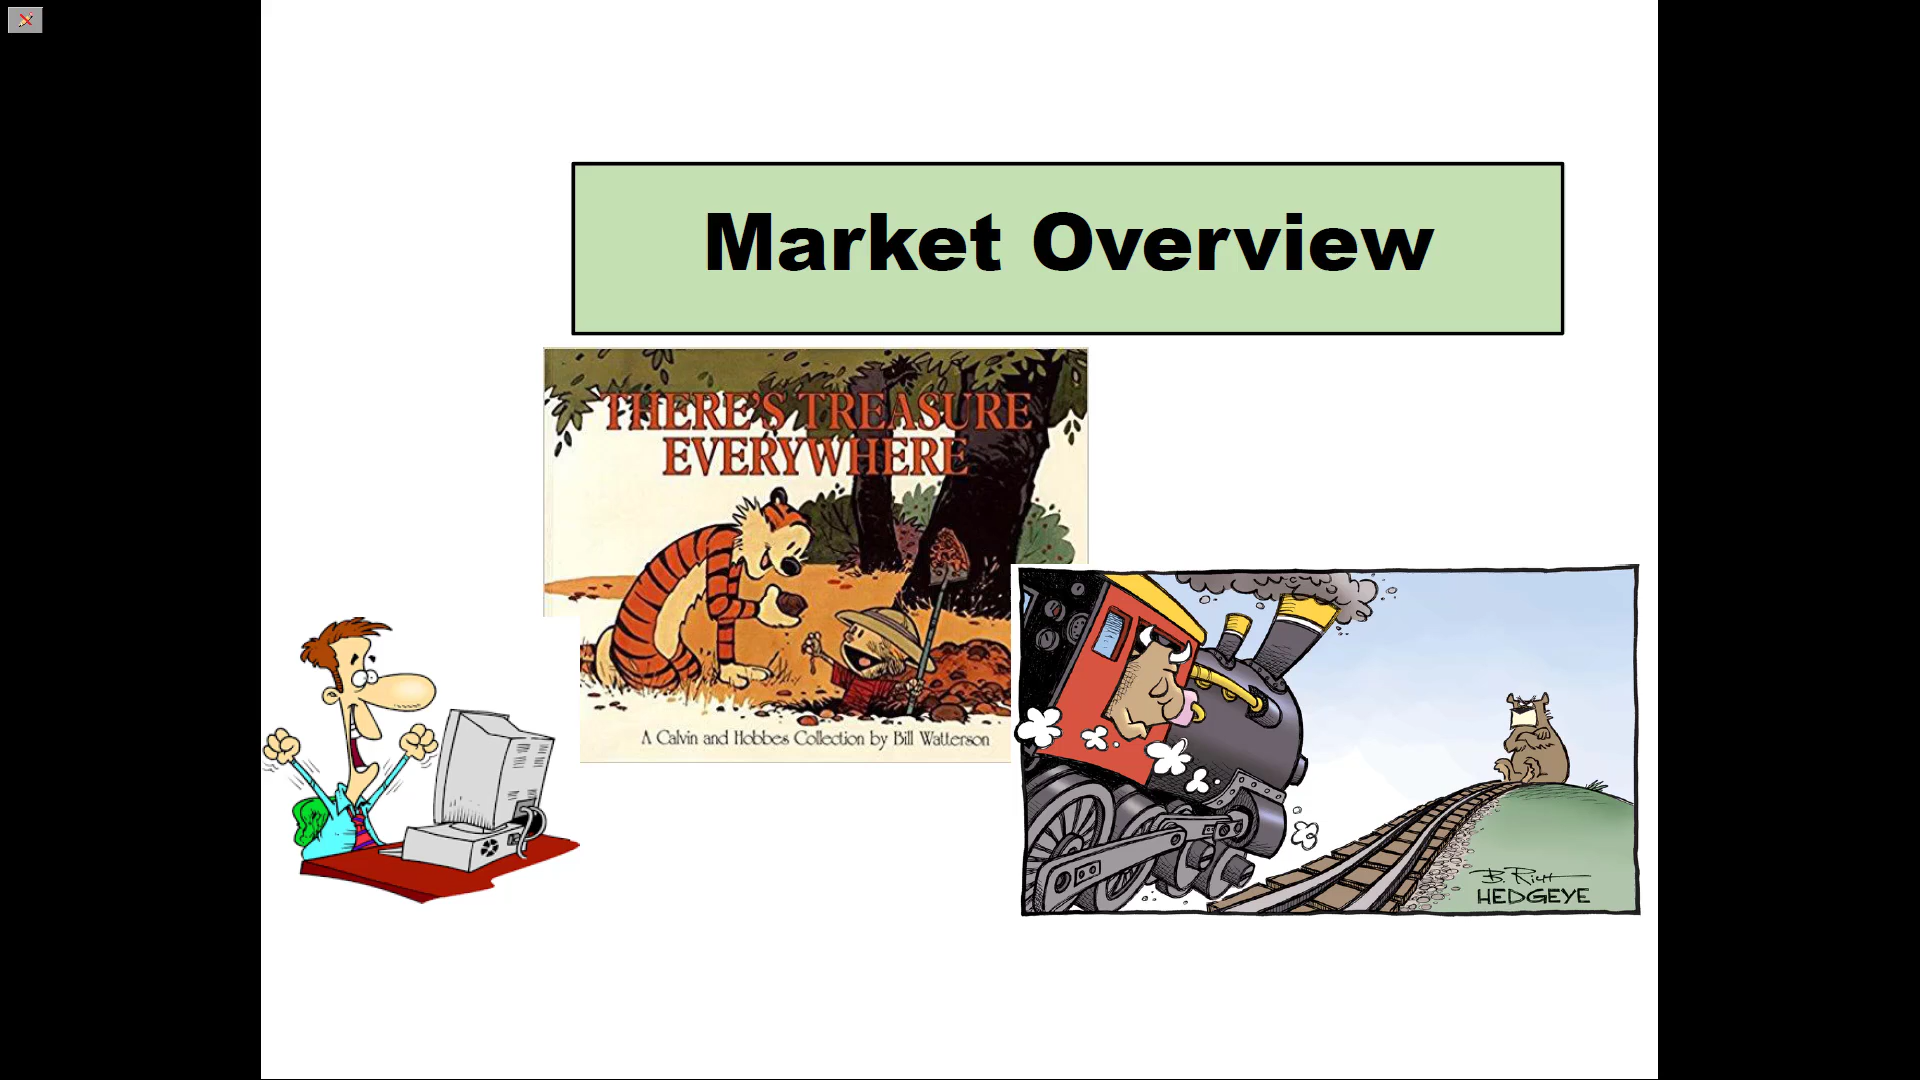 Market Overview
THERE'S TREASURE
EVERYWHERE
A Calvin and Hobbes Collection by Bill Watterson
B. Rich
HEDGEYE